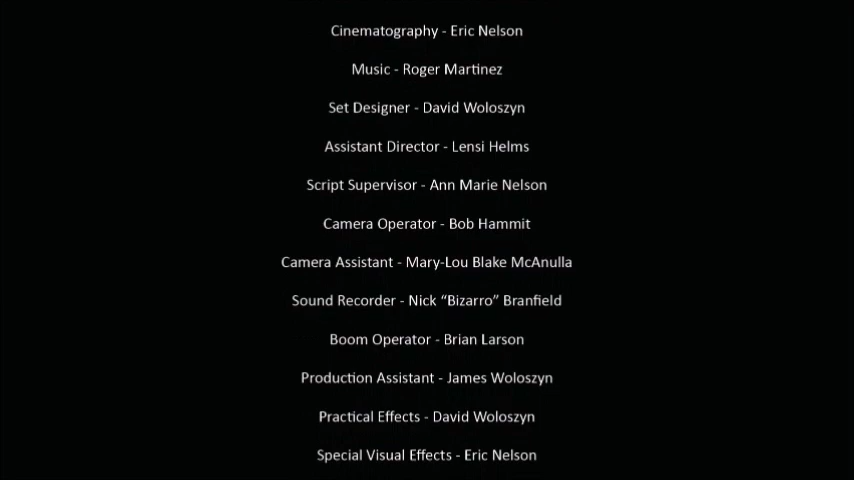 Cinematography - Eric Nelson
Music - Roger Martinez
Set Designer - David Woloszyn
Assistant Director - Lensi Helms
Script Supervisor - Ann Marie Nelson
Camera Operator - Bob Hammit
Camera Assistant - Mary-Lou Blake McAnulla
Sound Recorder - Nick “Bizarro” Branfield
Boom Operator - Brian Larson
Production Assistant - James Woloszyn
Practical Effects - David Woloszyn
Special Visual Effects - Eric Nelson